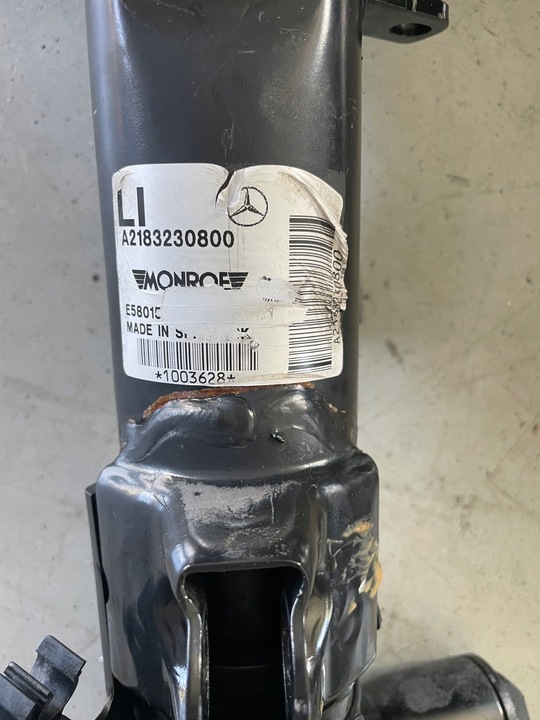 LI
A2183230800
MONROE
MADE IN
*1003628*